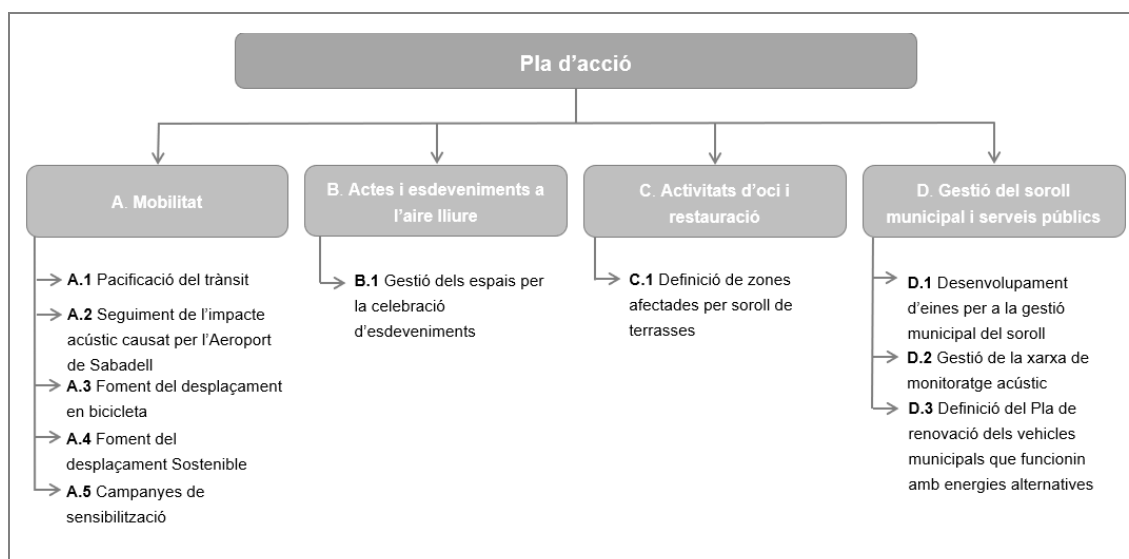 Pla d'acció
A. Mobilitat
B. Actes i esdeveniments a
l'aire lliure
C. Activitats d'oci i
restauració
D. Gestió del soroll
municipal i serveis públics
A.1 Pacificació del trànsit
A.2 Seguiment de l'impacte
acústic causat per l'Aeroport
de Sabadell
A.3 Foment del desplaçament
en bicicleta
A.4 Foment del
desplaçament Sostenible
A.5 Campanyes de
sensibilització
B.1 Gestió dels espais per
la celebració
d'esdeveniments
C.1 Definició de zones
afectades per soroll de
terrasses
D.1 Desenvolupament
d'eines per a la gestió
municipal del soroll
D.2 Gestió de la xarxa de
monitoratge acústic
D.3 Definició del Pla de
renovació dels vehicles
municipals que funcionin
amb energies alternatives